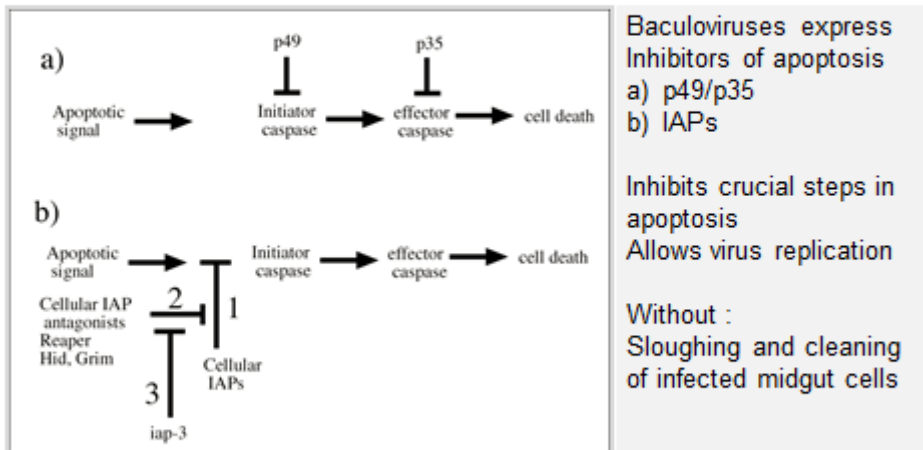 a)
p49
p35
Apoptotic
signal
Initiator
caspase
effector
caspase
cell death
b)
Apoptotic
signal
Initiator
caspase
effector
caspase
cell death
Cellular IAP
antagonists
Reaper
Hid, Grim
2
1
3
Cellular
IAPs
iap-3
Baculoviruses express
Inhibitors of apoptosis
a) p49/p35
b) IAPs
Inhibits crucial steps in
apoptosis
Allows virus replication
Without :
Sloughing and cleaning
of infected midgut cells